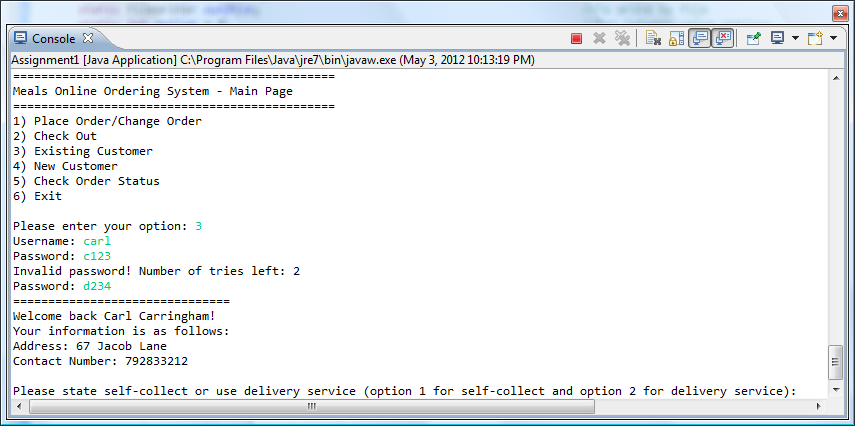 Console
Assignment1 [Java Application] C:\Program Files\Java\jre7\bin\javaw.exe (May 3, 2012 10:13:19 PM)
==============================================
Meals Online Ordering System - Main Page
==============================================
1) Place Order/Change Order
2) Check Out
3) Existing Customer
4) New Customer
5) Check Order Status
6) Exit
Please enter your option: 3
Username: carl
Password: c123
Invalid password! Number of tries left: 2
Password: d234
===============================
Welcome back Carl Carringham!
Your information is as follows:
Address: 67 Jacob Lane
Contact Number: 792833212
Please state self-collect or use delivery service (option 1 for self-collect and option 2 for delivery service):